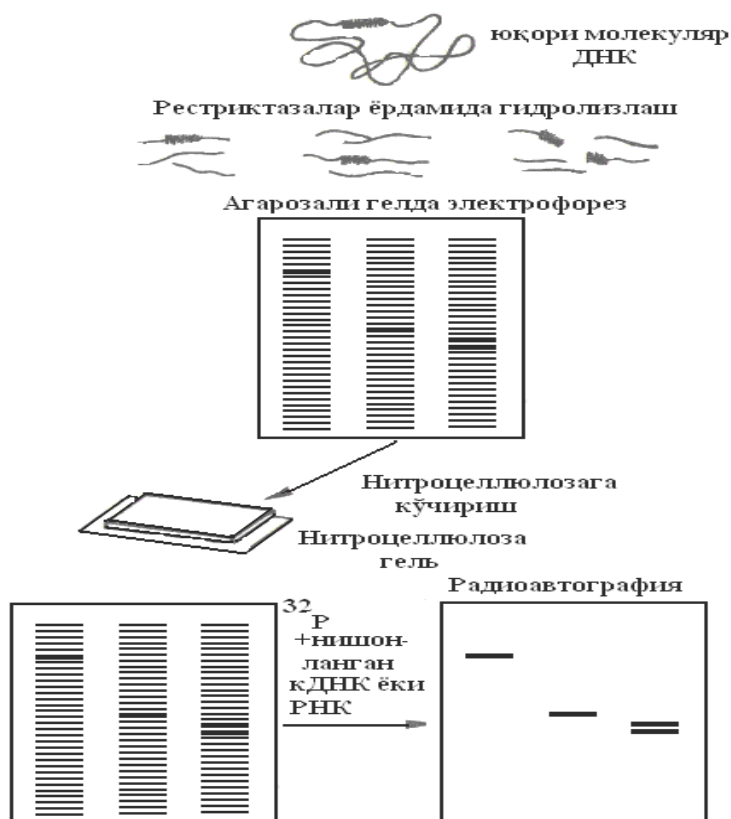 юқори молекуляр
ДНК
Рестриктазалар ёрдамида гидролизлаш
Агарозали гелда электрофорез
Нитроцеллюлозага
кўчириш
Нитроцеллюлоза
гель
Радиоавтография
32
Р
+нишон-
ланган
кДНК ёки
РНК